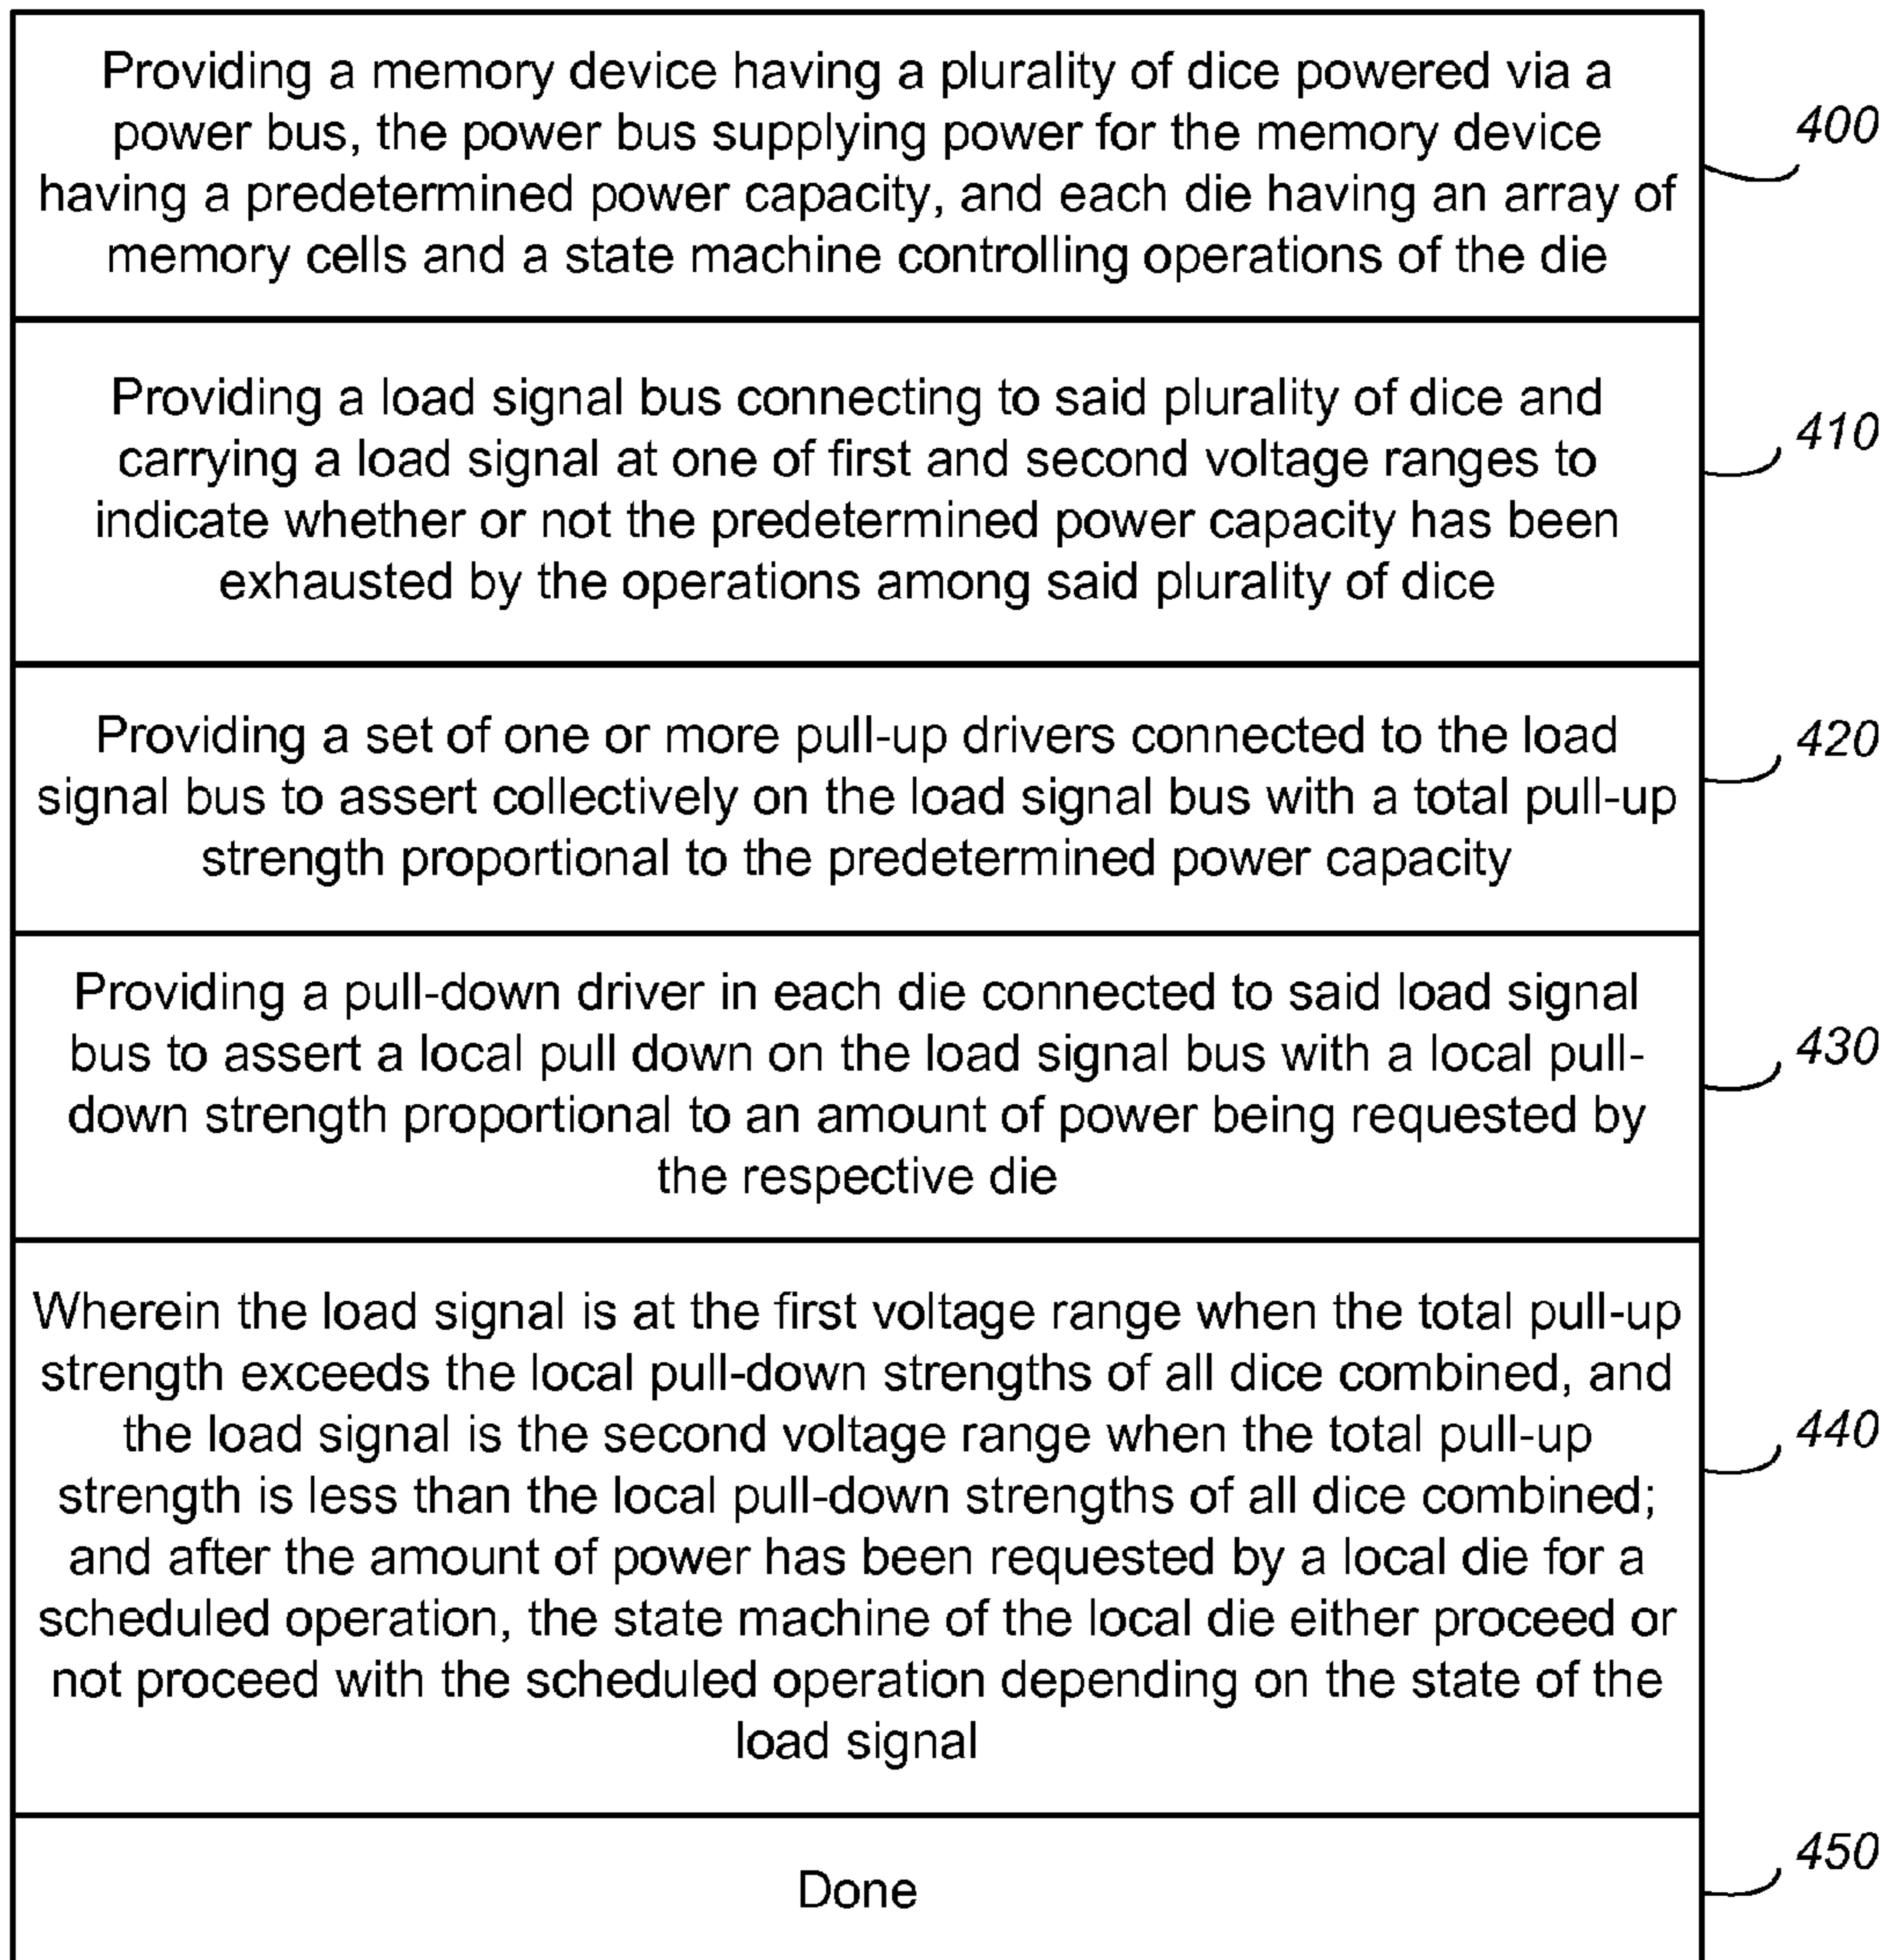 Providing a memory device having a plurality of dice powered via a
power bus, the power bus supplying power for the memory device
having a predetermined power capacity, and each die having an array of
memory cells and a state machine controlling operations of the die
400
Providing a load signal bus connecting to said plurality of dice and
carrying a load signal at one of first and second voltage ranges to
indicate whether or not the predetermined power capacity has been
exhausted by the operations among said plurality of dice
410
Providing a set of one or more pull-up drivers connected to the load
signal bus to assert collectively on the load signal bus with a total pull-up
strength proportional to the predetermined power capacity
420
Providing a pull-down driver in each die connected to said load signal
bus to assert a local pull down on the load signal bus with a local pull-
down strength proportional to an amount of power being requested by
the respective die
430
Wherein the load signal is at the first voltage range when the total pull-up
strength exceeds the local pull-down strengths of all dice combined, and
the load signal is the second voltage range when the total pull-up
strength is less than the local pull-down strengths of all dice combined;
and after the amount of power has been requested by a local die for a
scheduled operation, the state machine of the local die either proceed or
not proceed with the scheduled operation depending on the state of the
load signal
440
Done
450